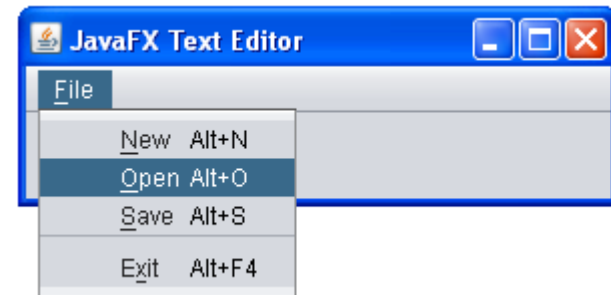 JavaFX Text Editor
File
New Alt+N
Open Alt+O
Save Alt+S
Exit Alt+F4